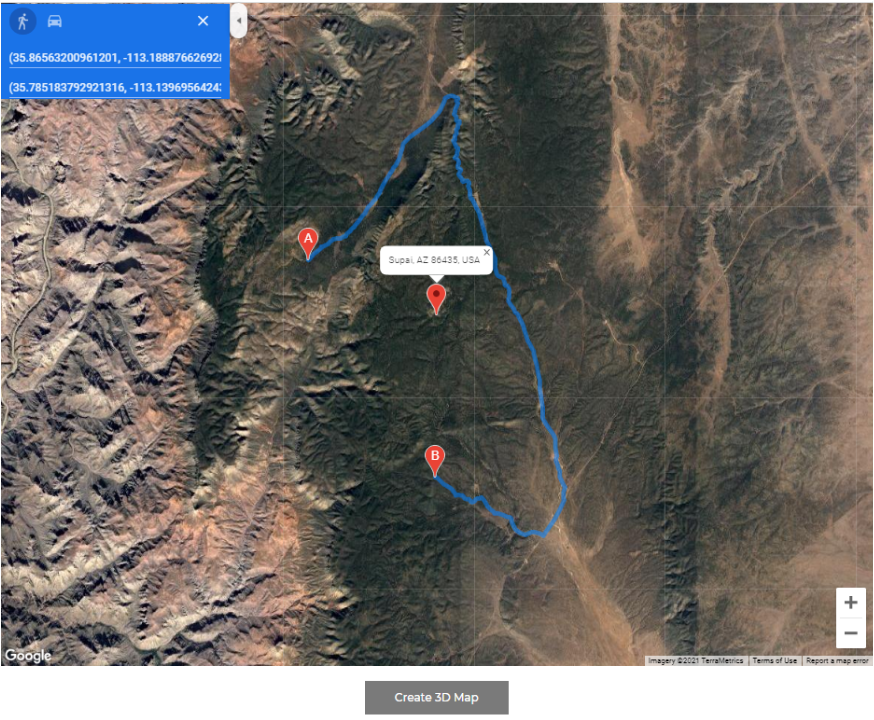 (35.86563200961201, -113.18887662692
(35.785183792921316, -113.139695642
A
Supai, AZ 86435, USA
B
Google
Imagery ©2021 TerraMetrics | Terms of Use | Report a map error
Create 3D Map